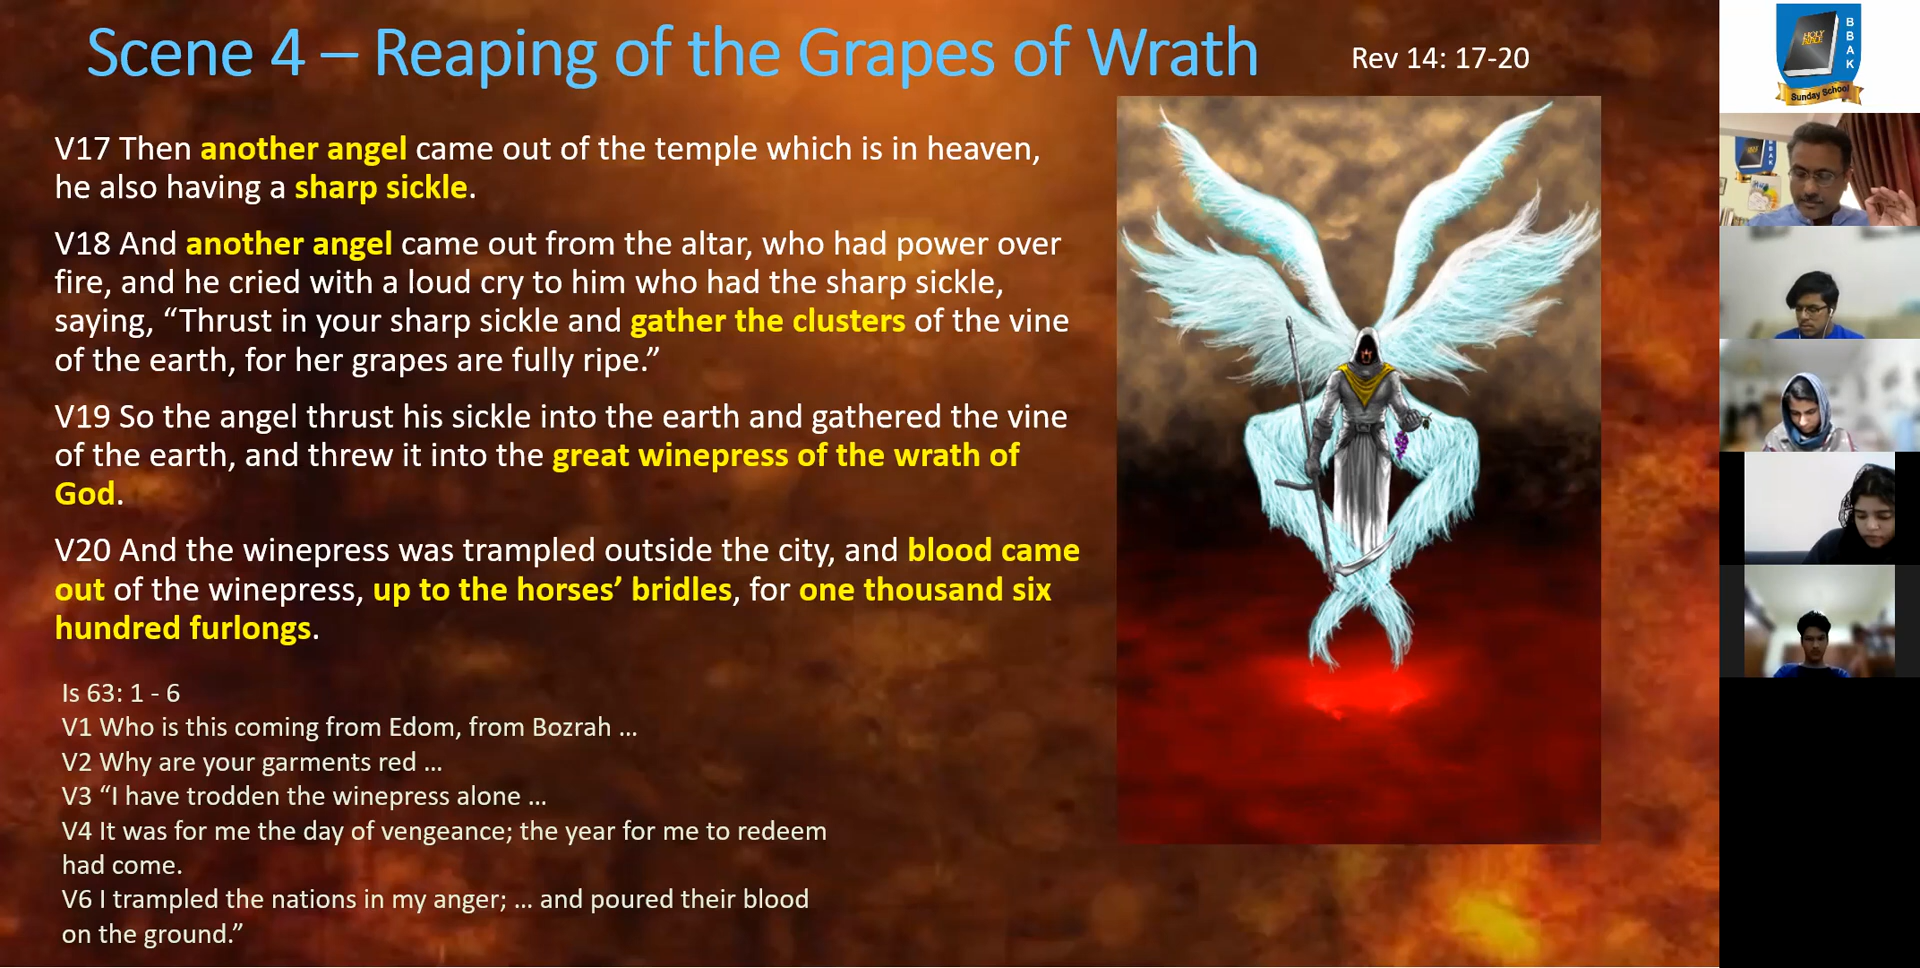 Scene 4 – Reaping of the Grapes of Wrath
Rev 14: 17-20
V17 Then another angel came out of the temple which is in heaven,
he also having a sharp sickle.
V18 And another angel came out from the altar, who had power over
fire, and he cried with a loud cry to him who had the sharp sickle,
saying, “Thrust in your sharp sickle and gather the clusters of the vine
of the earth, for her grapes are fully ripe.”
V19 So the angel thrust his sickle into the earth and gathered the vine
of the earth, and threw it into the great winepress of the wrath of
God.
V20 And the winepress was trampled outside the city, and blood came
out of the winepress, up to the horses’ bridles, for one thousand six
hundred furlongs.
Is 63: 1 - 6
V1 Who is this coming from Edom, from Bozrah ...
V2 Why are your garments red ...
V3 “I have trodden the winepress alone ...
V4 It was for me the day of vengeance; the year for me to redeem
had come.
V6 I trampled the nations in my anger; ... and poured their blood
on the ground.”
HOLY
BIBLE
BBAK
Sunday School